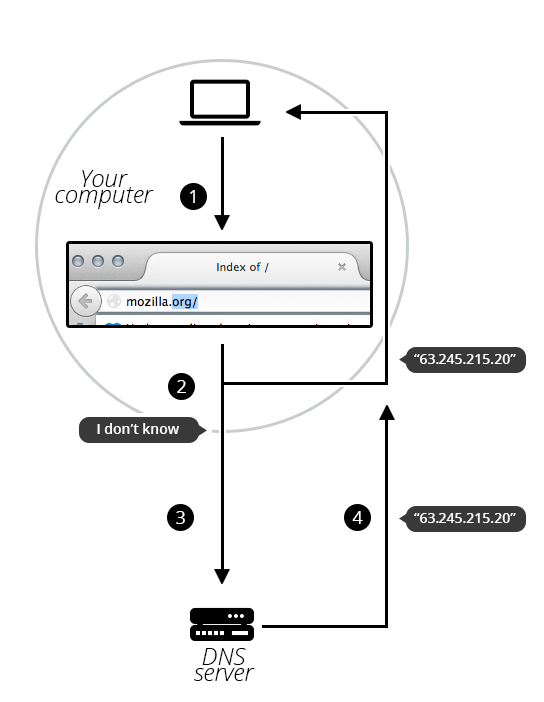 Your
computer
1
Index of /
mozilla.org/
2
"63.245.215.20"
I don't know
3
4
"63.245.215.20"
DNS
server